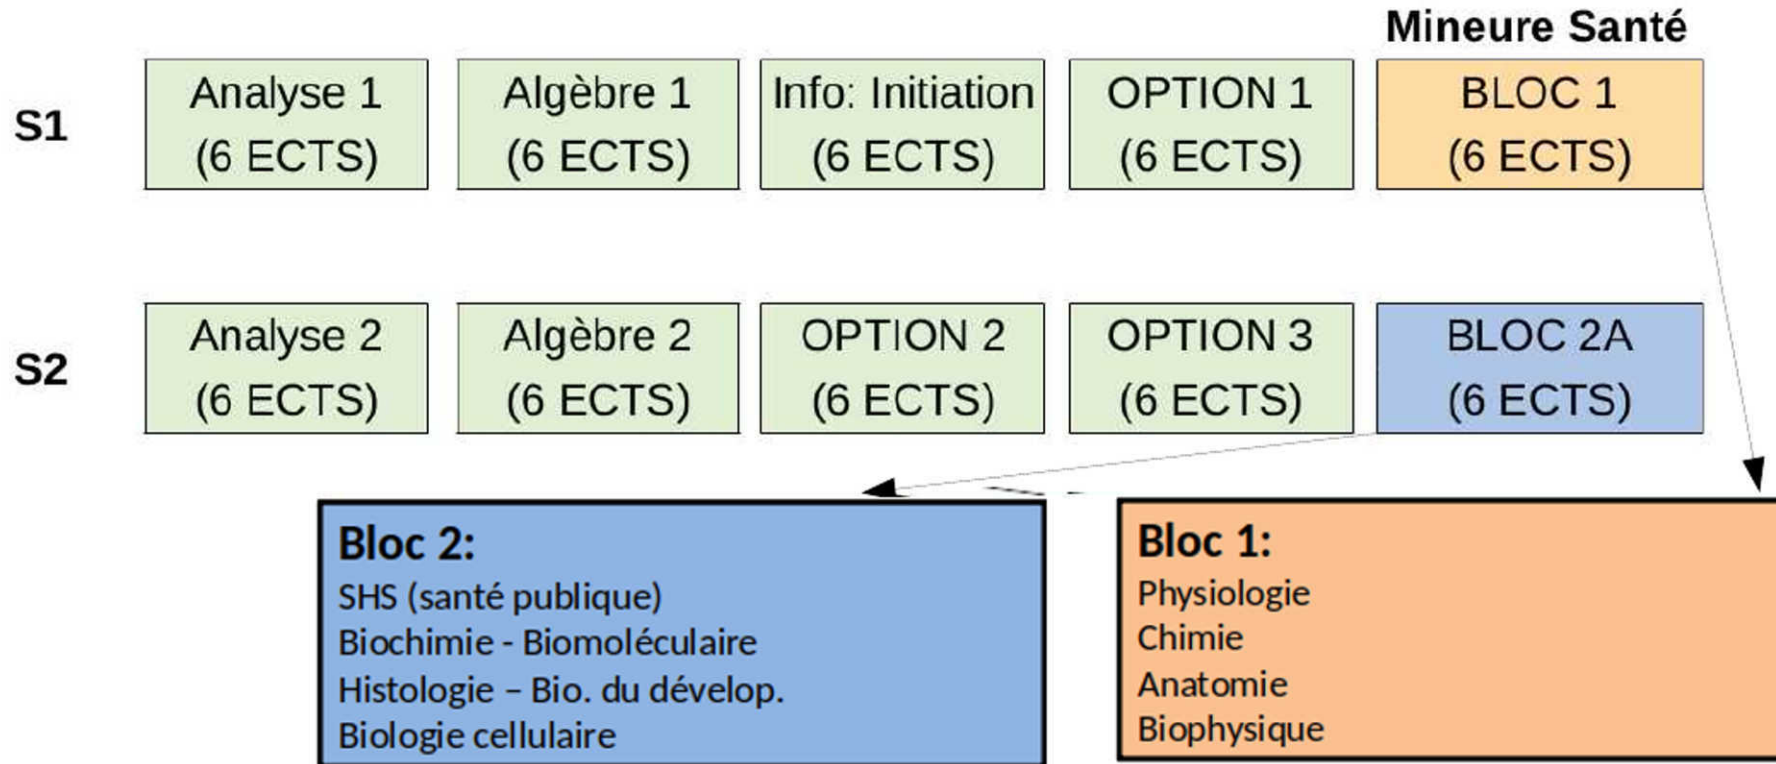 Mineure Santé
S1
Analyse 1
(6 ECTS)
Algèbre 1
(6 ECTS)
Info: Initiation
(6 ECTS)
OPTION 1
(6 ECTS)
BLOC 1
(6 ECTS)
S2
Analyse 2
(6 ECTS)
Algèbre 2
(6 ECTS)
OPTION 2
(6 ECTS)
OPTION 3
(6 ECTS)
BLOC 2A
(6 ECTS)
Bloc 2:
SHS (santé publique)
Biochimie - Biomoléculaire
Histologie – Bio. du dévelop.
Biologie cellulaire
Bloc 1:
Physiologie
Chimie
Anatomie
Biophysique